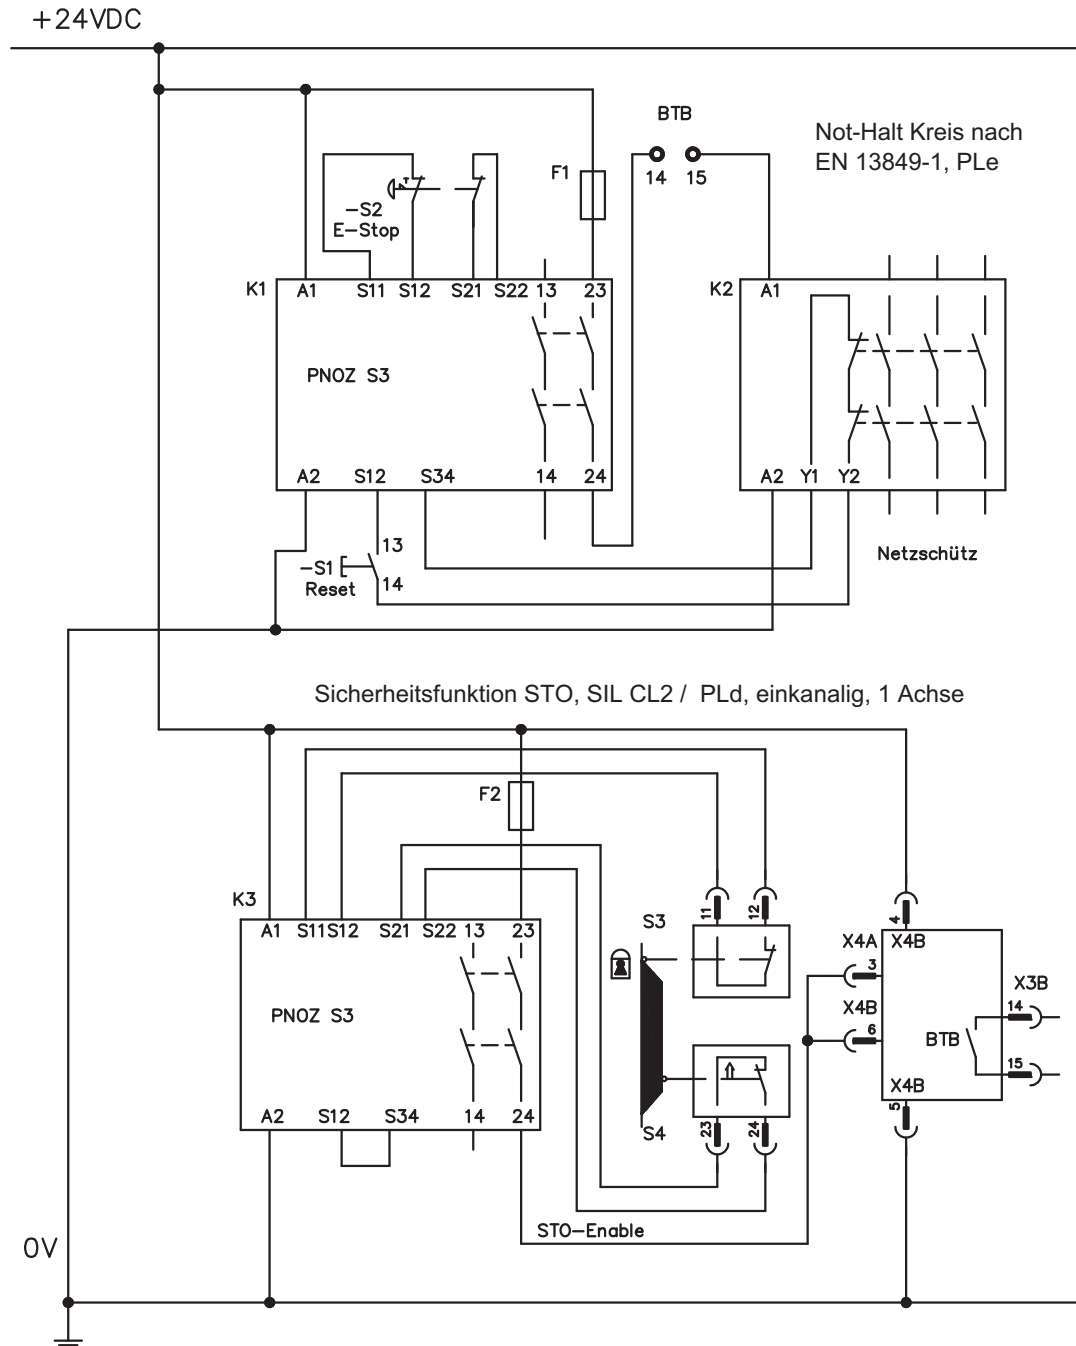 +24VDC
BTB
Not-Halt Kreis nach
EN 13849-1, PLe
14 15
F1
-S2
E-Stop
K1
A1 S11 S12 S21 S22 13 23
K2
A1
PNOZ S3
A2 S12 S34 14 24
A2 Y1 Y2
Netzschütz
13
-S1
Reset
14
Sicherheitsfunktion STO, SIL CL2 / PLd, einkanalig, 1 Achse
F2
K3
A1 S11 S12 S21 S22 13 23
S3
11 12
4
X4A
X4B
3
X3B
14
PNOZ S3
X4B
6
BTB
15
X4B
5
A2 S12 S34 14 24
S4
23 24
STO-Enable
0V